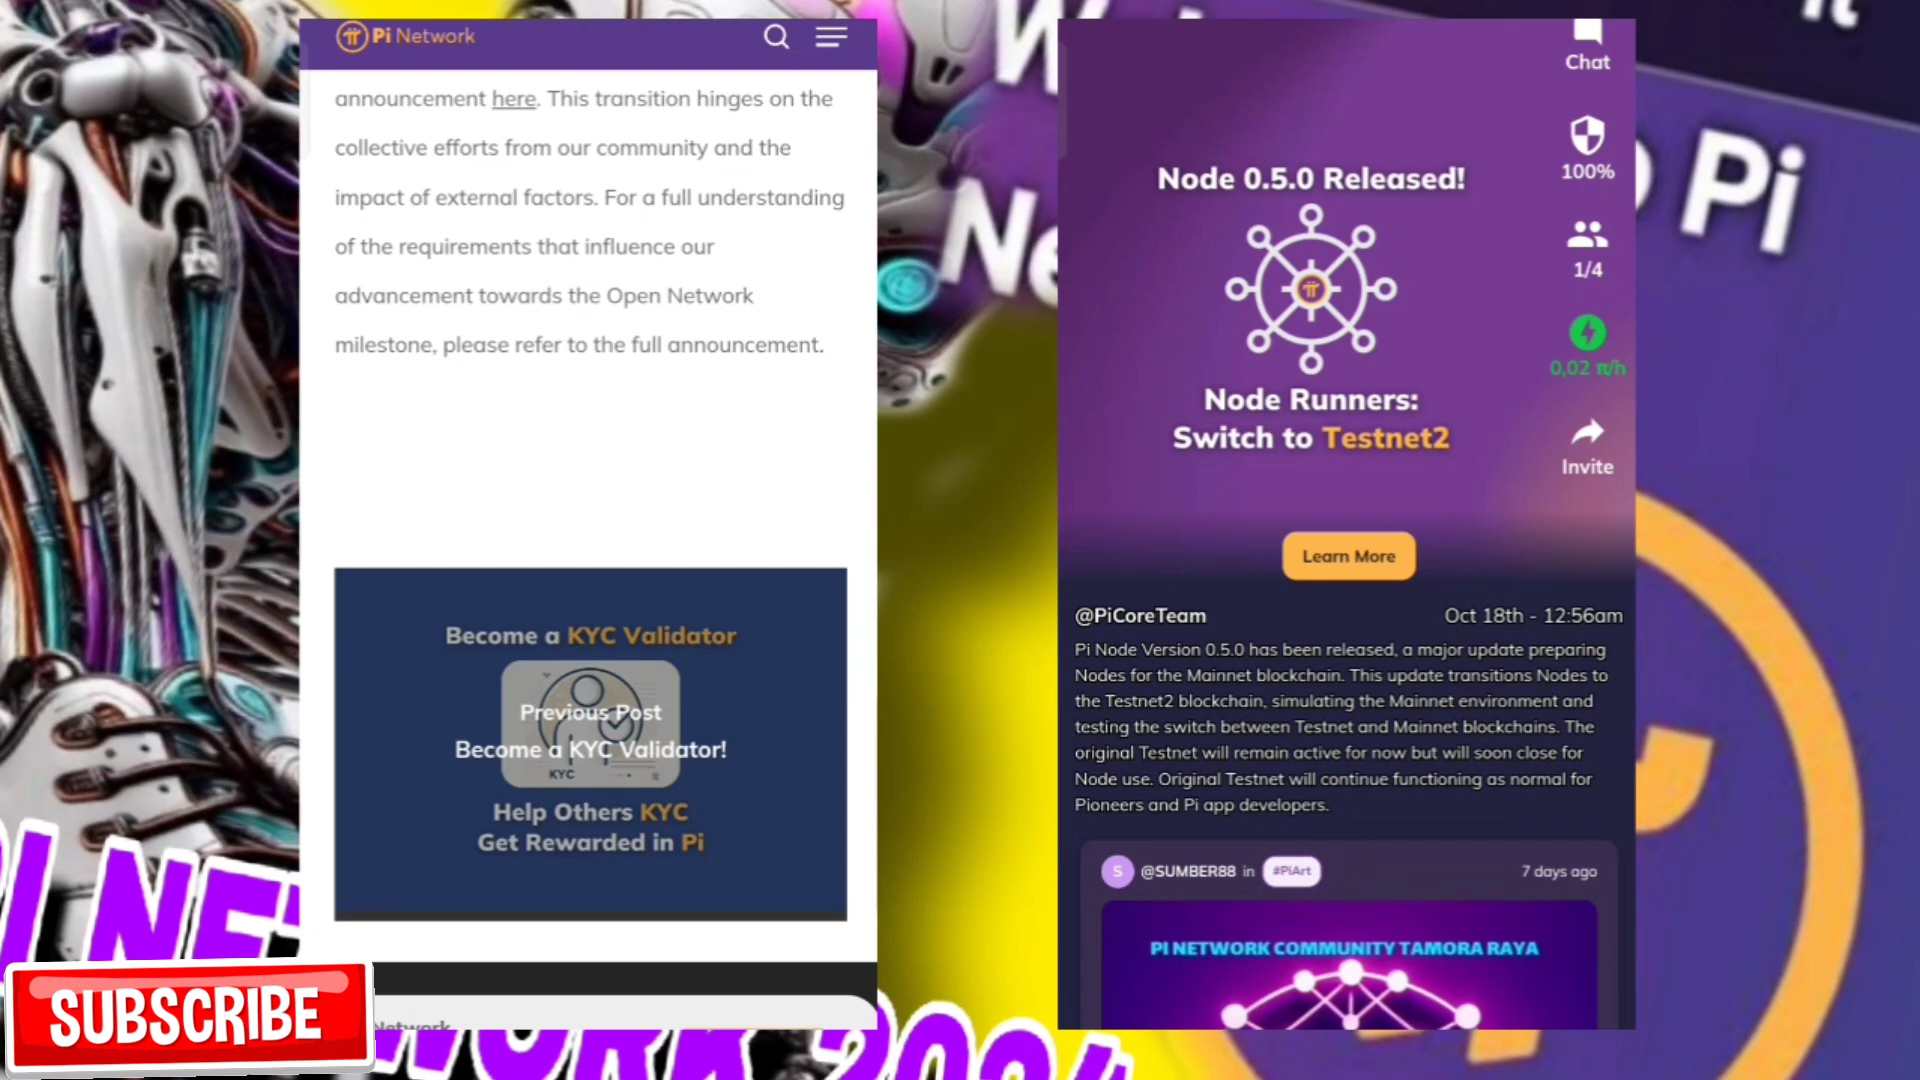 Pi Network
announcement here. This transition hinges on the
collective efforts from our community and the
impact of external factors. For a full understanding
of the requirements that influence our
advancement towards the Open Network
milestone, please refer to the full announcement.
Become a KYC Validator
Previous Post
Become a KYC Validator!
KYC
Help Others KYC
Get Rewarded in Pi
Network
Chat
100%
1/4
0,02 π/h
Invite
Node 0.5.0 Released!
Node Runners:
Switch to Testnet2
Learn More
@PiCoreTeam
Oct 18th - 12:56am
Pi Node Version 0.5.0 has been released, a major update preparing
Nodes for the Mainnet blockchain. This update transitions Nodes to
the Testnet2 blockchain, simulating the Mainnet environment and
testing the switch between Testnet and Mainnet blockchains. The
original Testnet will remain active for now but will soon close for
Node use. Original Testnet will continue functioning as normal for
Pioneers and Pi app developers.
S
@SUMBER88 in #PiArt
7 days ago
PI NETWORK COMMUNITY TAMORA RAYA
Pi
SUBSCRIBE